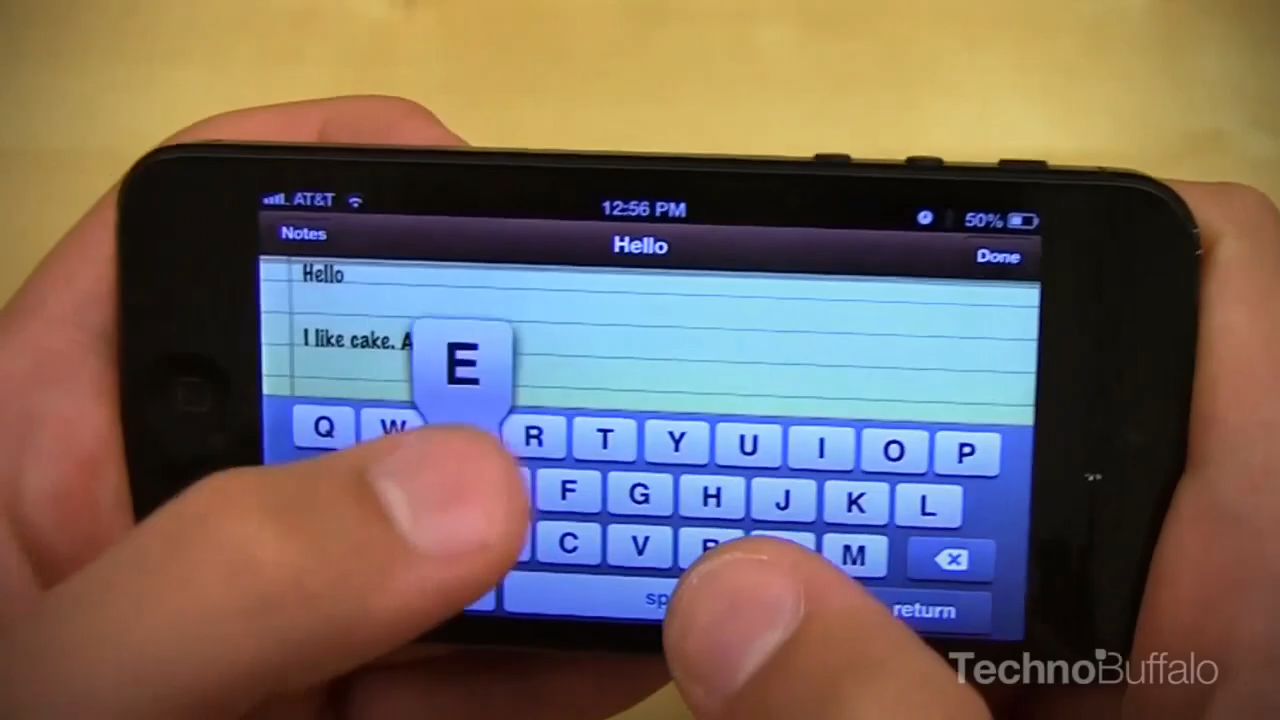 AT&T 12:56 PM 50%
Notes Hello Done
Hello
I like cake. A
E
Q W R T Y U I O P
F G H J K L
C V B M
return
TechnoBuffalo